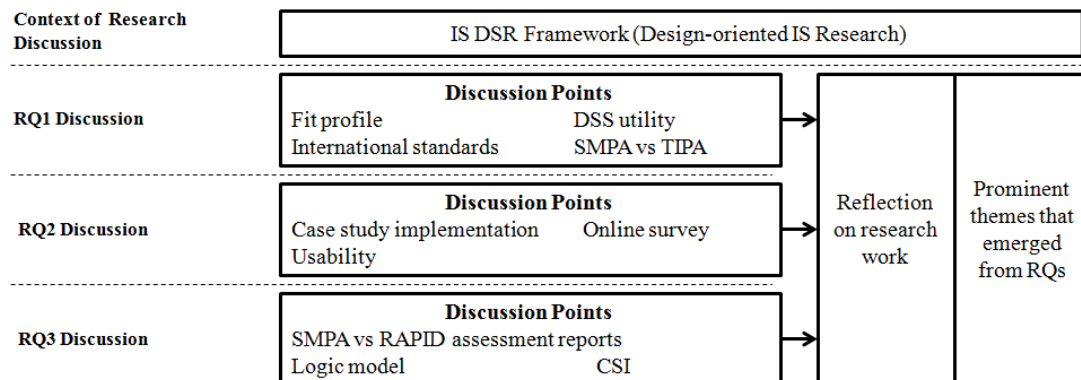 Context of Research
Discussion
IS DSR Framework (Design-oriented IS Research)
RQ1 Discussion
Discussion Points
Fit profile DSS utility
International standards SMPA vs TIPA
RQ2 Discussion
Discussion Points
Case study implementation Online survey
Usability
RQ3 Discussion
Discussion Points
SMPA vs RAPID assessment reports
Logic model CSI
Reflection
on research
work
Prominent
themes that
emerged
from RQs